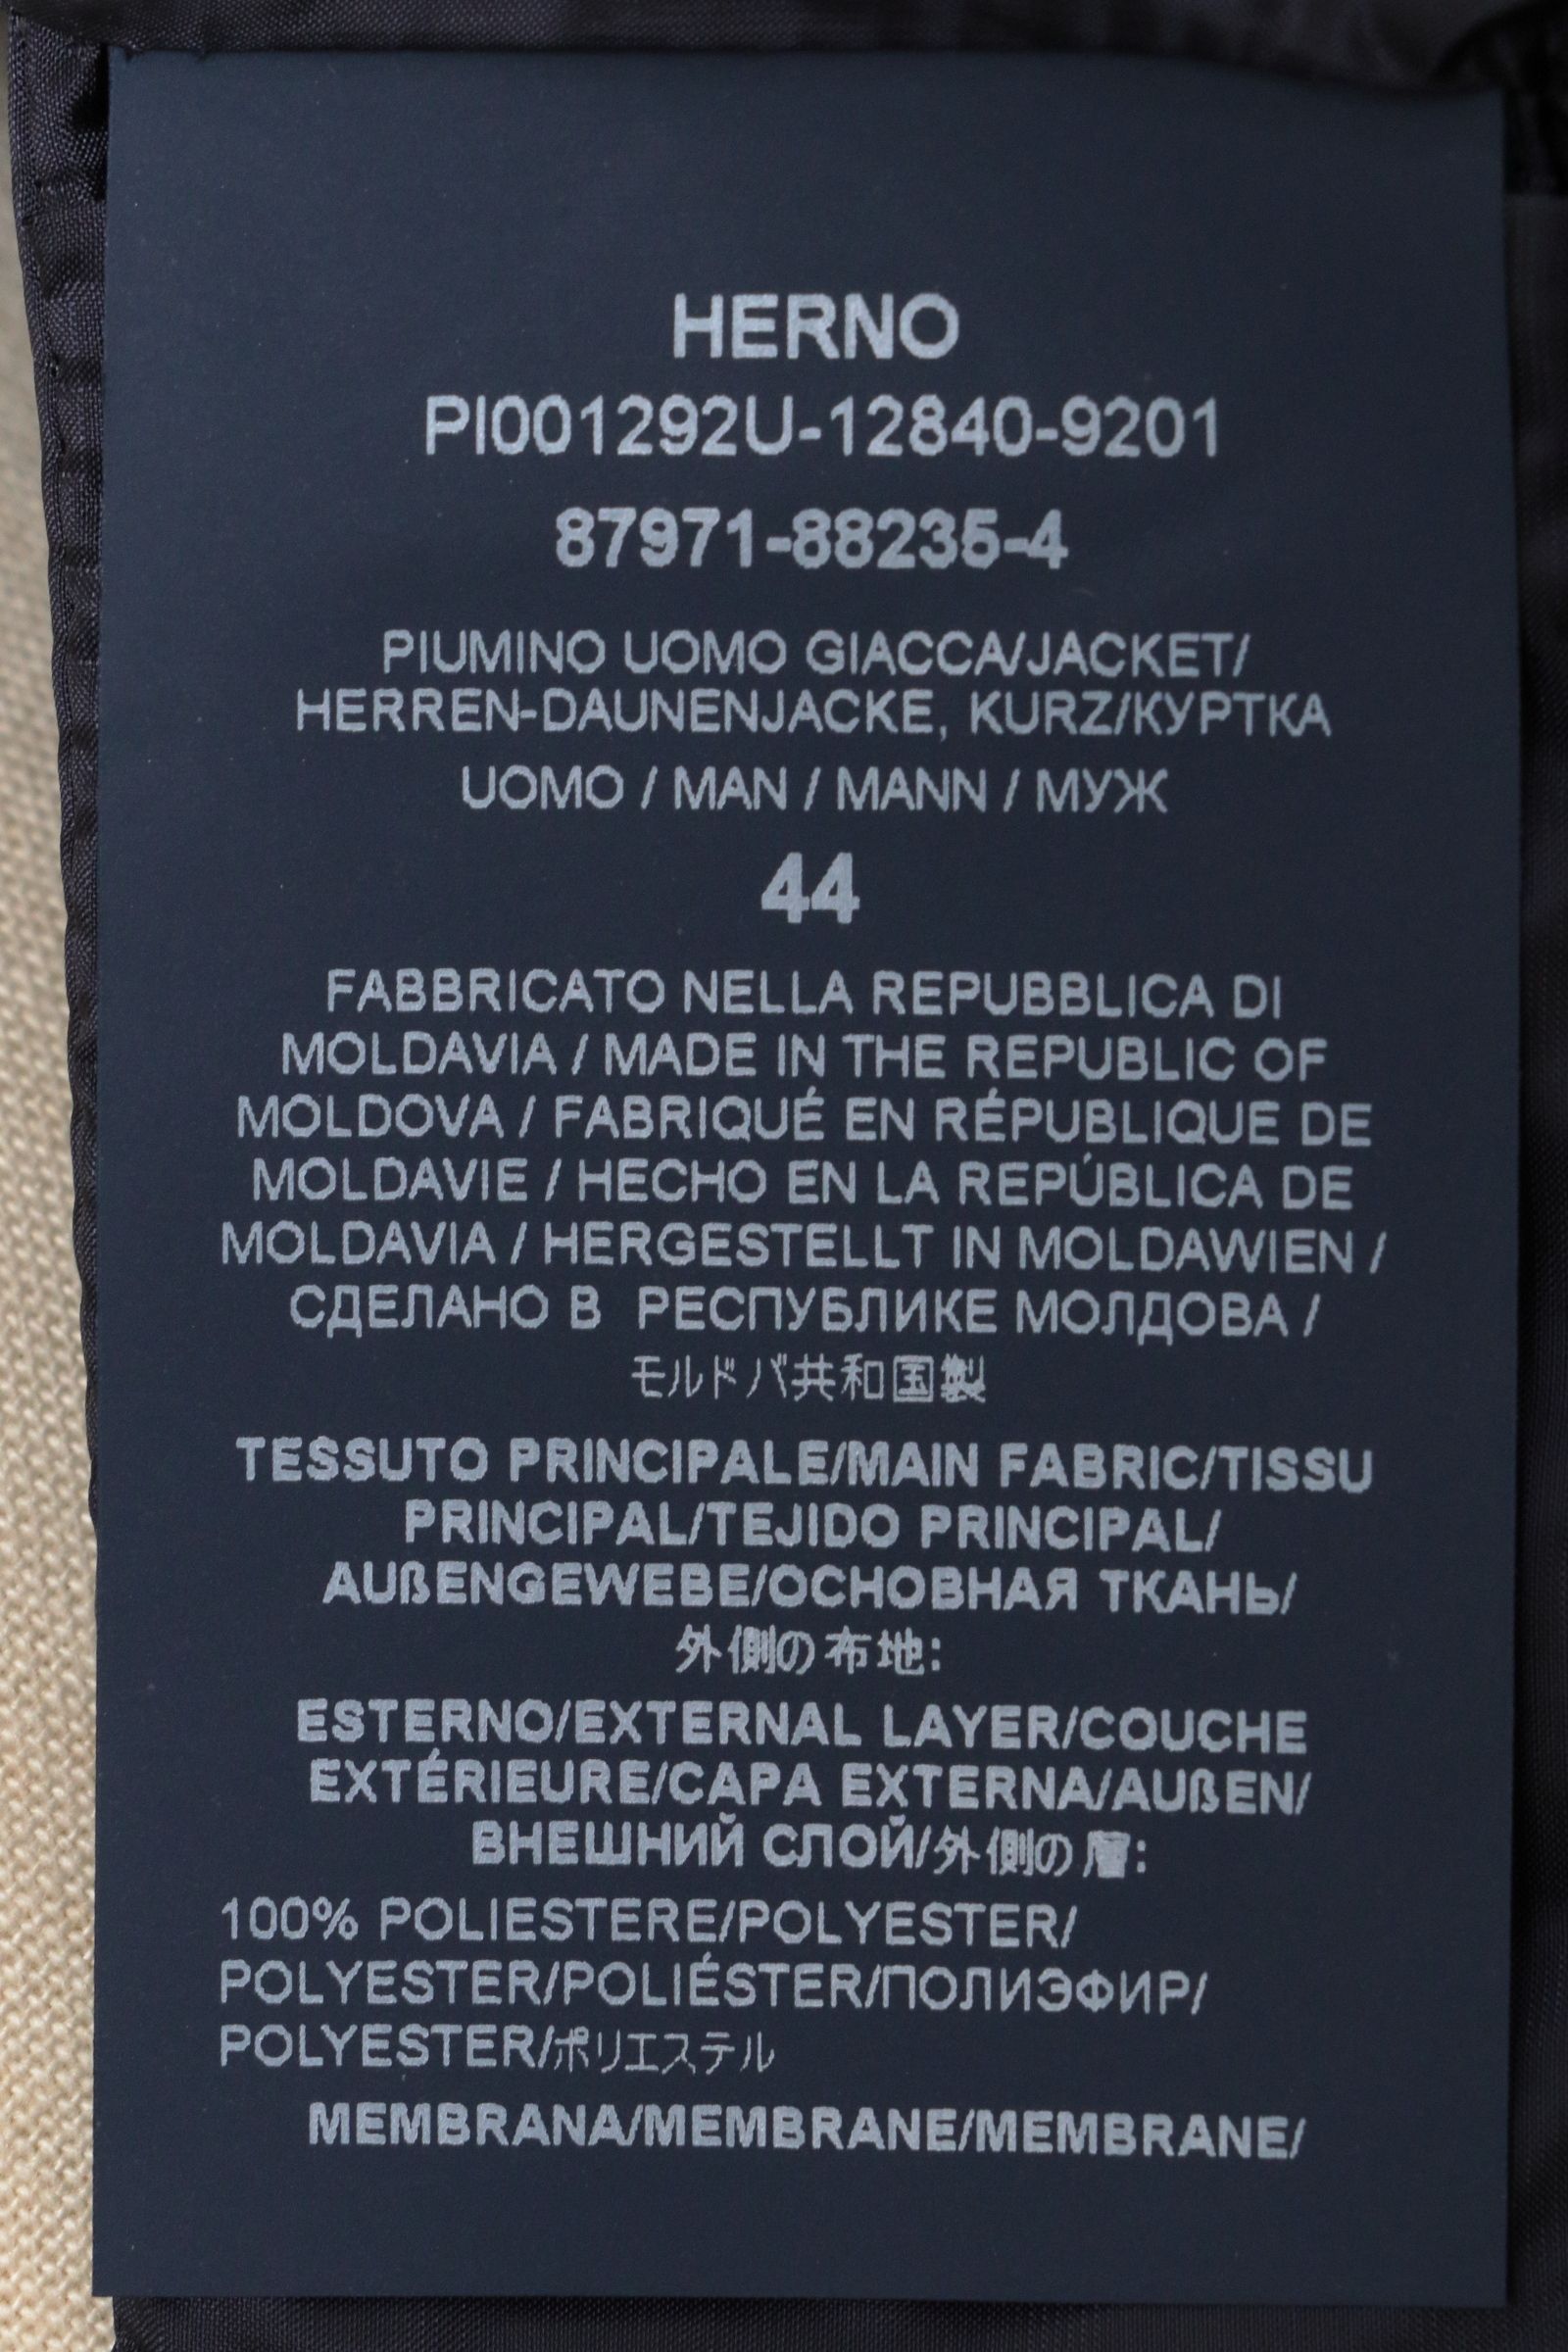 HERNO
PI001292U-12840-9201
87971-88235-4
PIUMINO UOMO GIACCA/JACKET/
HERREN-DAUNENJACKE, KURZ/КУРТКА
UOMO / MAN / MANN / МУЖ
44
FABBRICATO NELLA REPUBBLICA DI
MOLDAVIA / MADE IN THE REPUBLIC OF
MOLDOVA / FABRIQUÉ EN RÉPUBLIQUE DE
MOLDAVIE / HECHO EN LA REPÚBLICA DE
MOLDAVIA / HERGESTELLT IN MOLDAWIEN /
СДЕЛАНО В РЕСПУБЛИКЕ МОЛДОВА /
モルドバ共和国製
TESSUTO PRINCIPALE/MAIN FABRIC/TISSU
PRINCIPAL/TEJIDO PRINCIPAL/
AUßENGEWEBE/ОСНОВНАЯ ТКАНЬ/
外側の布地:
ESTERNO/EXTERNAL LAYER/COUCHE
EXTÉRIEURE/CAPA EXTERNA/AUßEN/
ВНЕШНИЙ СЛОЙ/外側の層:
100% POLIESTERE/POLYESTER/
POLYESTER/POLIÉSTER/ПОЛИЭФИР/
POLYESTER/ポリエステル
MEMBRANA/MEMBRANE/MEMBRANE/